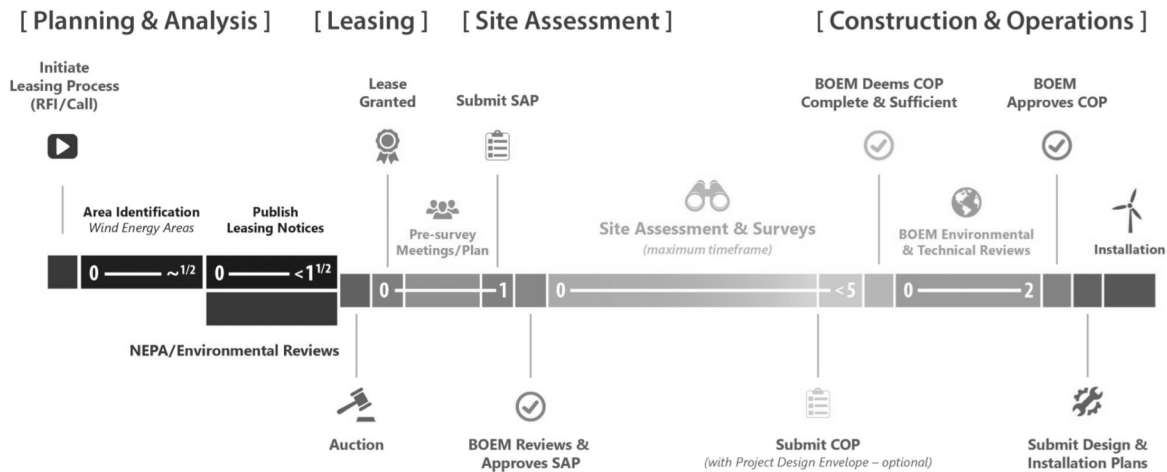 [ Planning & Analysis ] [ Leasing ] [ Site Assessment ] [ Construction & Operations ]
Initiate
Leasing Process
(RFI/Call)
Lease
Granted
Submit SAP
BOEM Deems COP
Complete & Sufficient
BOEM
Approves COP
Area Identification
Wind Energy Areas
Publish
Leasing Notices
Pre-survey
Meetings/Plan
Site Assessment & Surveys
(maximum timeframe)
BOEM Environmental
& Technical Reviews
Installation
0 ~1/2 0 <1 1/2
0 1 0 <5 0 2
NEPA/Environmental Reviews
Auction
BOEM Reviews &
Approves SAP
Submit COP
(with Project Design Envelope – optional)
Submit Design &
Installation Plans